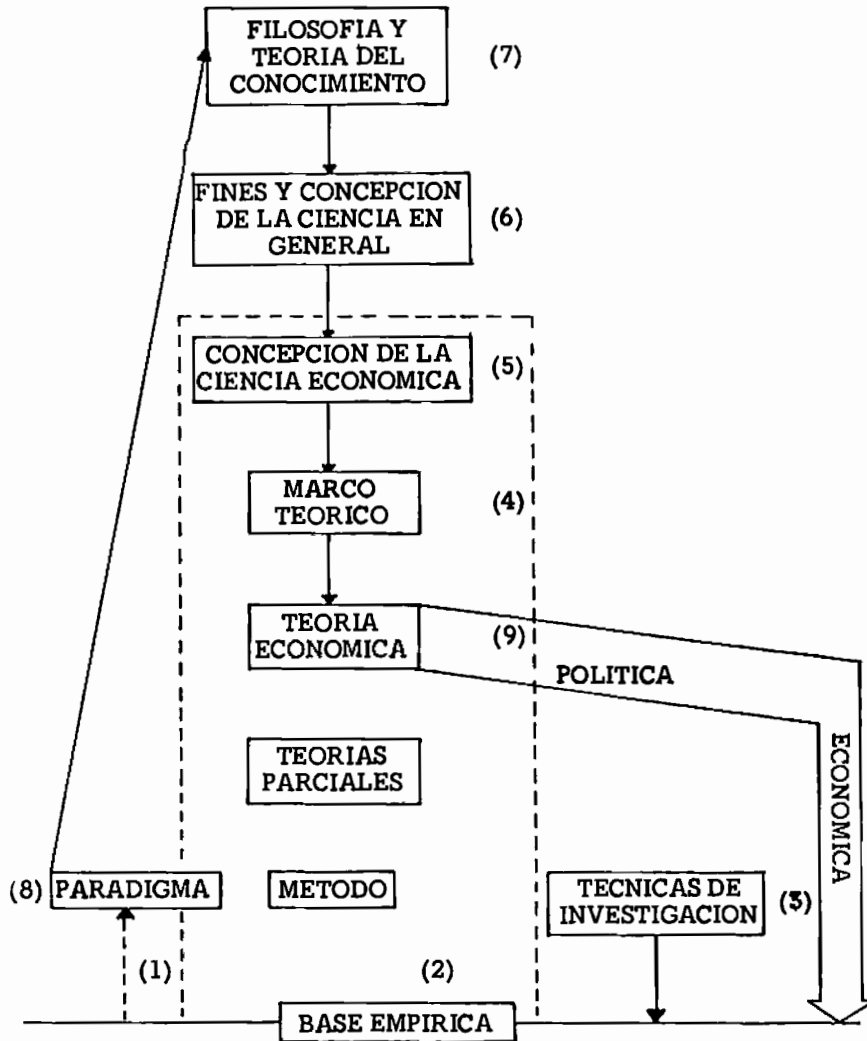 FILOSOFIA Y
TEORIA DEL
CONOCIMIENTO
(7)
FINES Y CONCEPCION
DE LA CIENCIA EN
GENERAL
(6)
CONCEPCION DE LA
CIENCIA ECONOMICA
(5)
MARCO
TEORICO
(4)
TEORIA
ECONOMICA
(9)
POLITICA
ECONOMICA
TEORIAS
PARCIALES
(8) PARADIGMA
METODO
TECNICAS DE
INVESTIGACION
(3)
(1)
(2)
BASE EMPIRICA